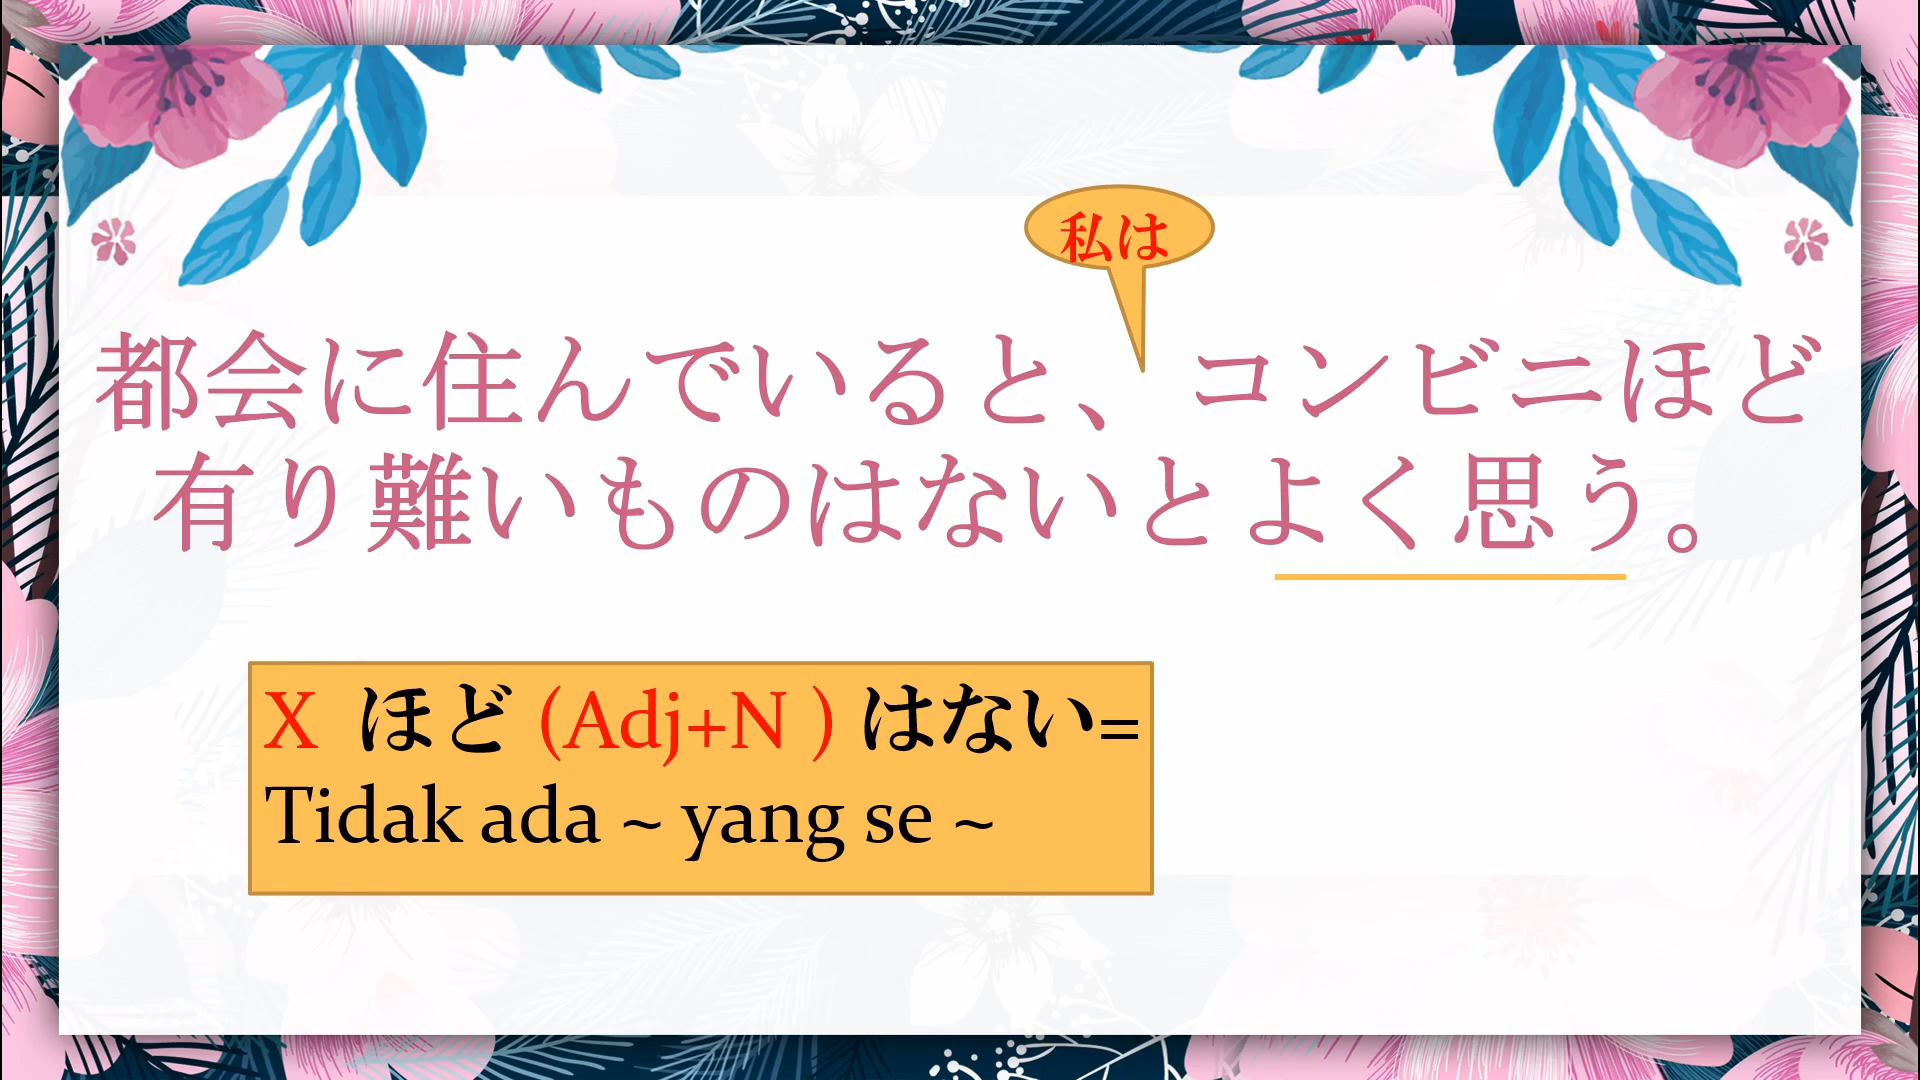 私は
都会に住んでいると、コンビニほど
有り難いものはないとよく思う。
X ほど (Adj+N ) はない=
Tidak ada ~ yang se ~